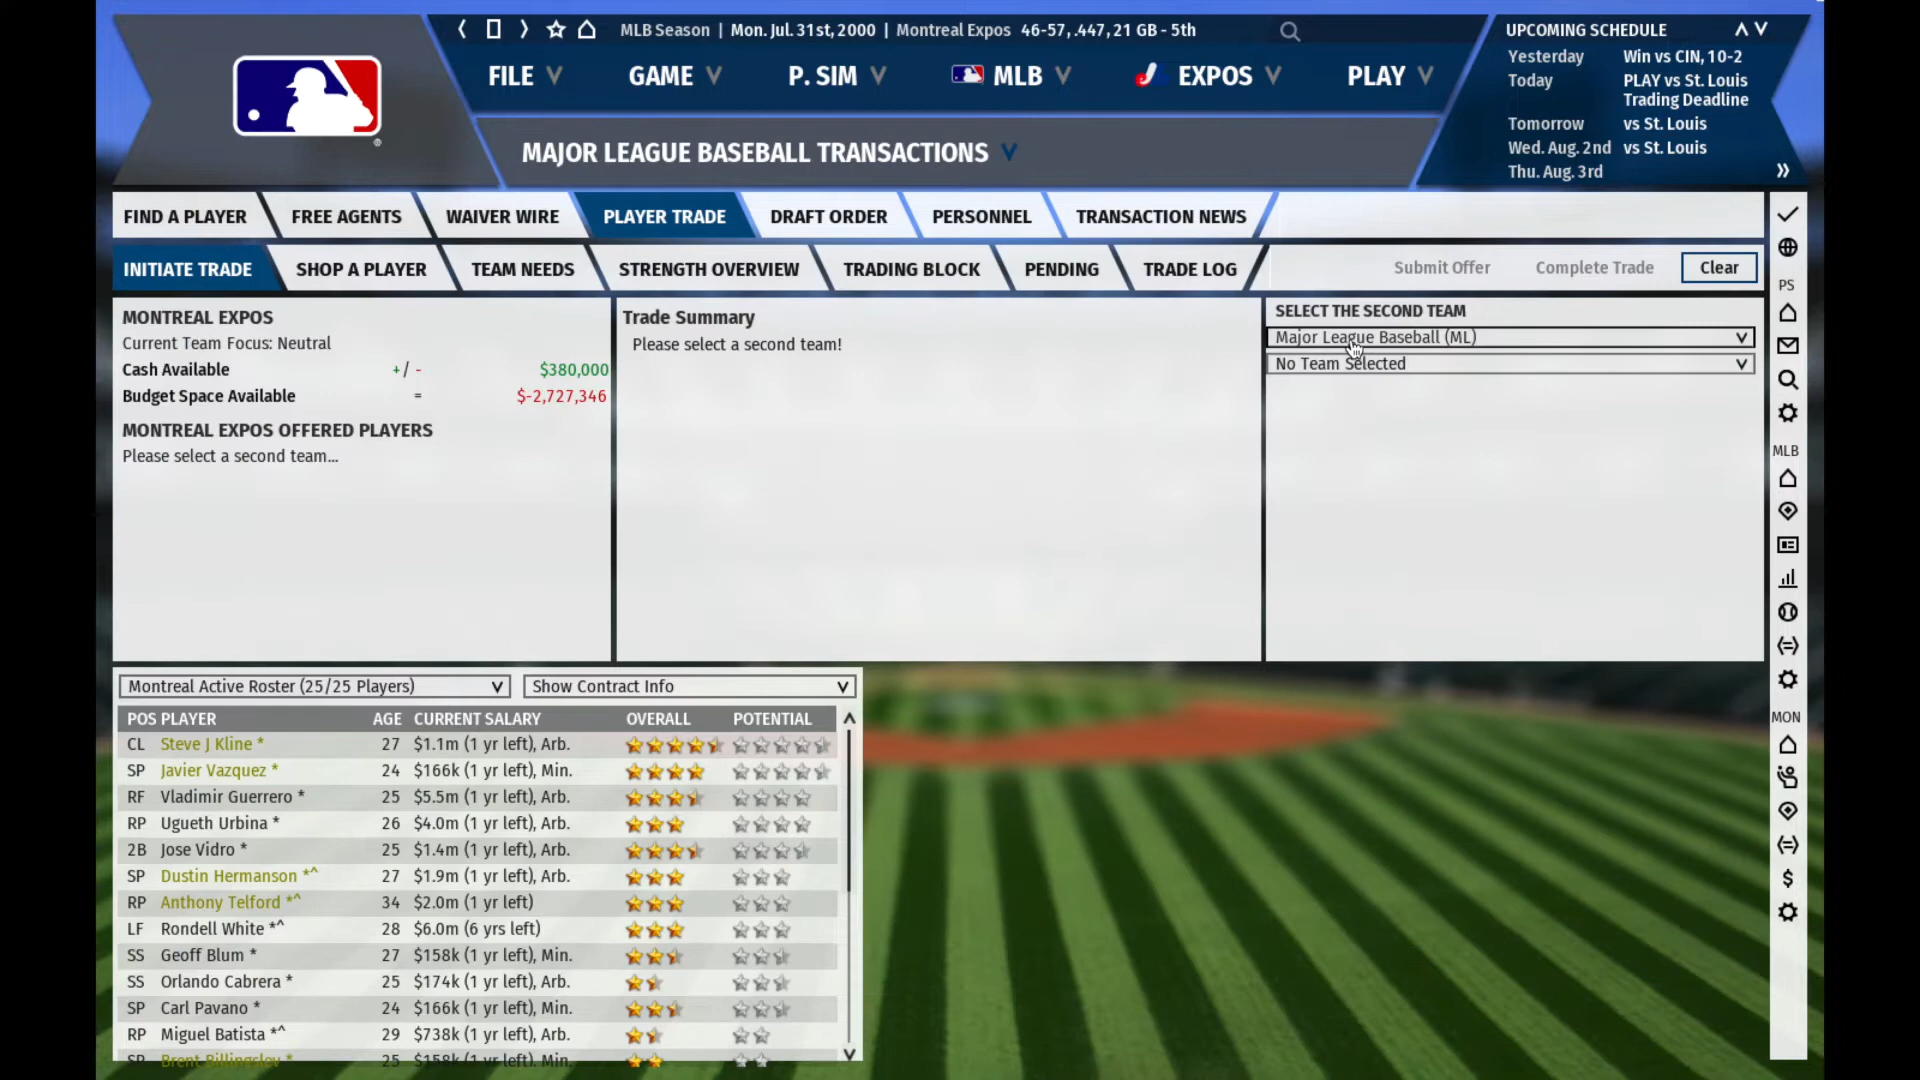 MLB Season | Mon. Jul. 31st, 2000 | Montreal Expos 46-57, .447, 21 GB - 5th
FILE GAME P. SIM MLB EXPOS PLAY
MAJOR LEAGUE BASEBALL TRANSACTIONS
UPCOMING SCHEDULE
Yesterday Win vs CIN, 10-2
Today PLAY vs St. Louis
Trading Deadline
Tomorrow vs St. Louis
Wed. Aug. 2nd vs St. Louis
Thu. Aug. 3rd
FIND A PLAYER FREE AGENTS WAIVER WIRE PLAYER TRADE DRAFT ORDER PERSONNEL TRANSACTION NEWS
INITIATE TRADE SHOP A PLAYER TEAM NEEDS STRENGTH OVERVIEW TRADING BLOCK PENDING TRADE LOG Submit Offer Complete Trade Clear
MONTREAL EXPOS
Current Team Focus: Neutral
Cash Available +/ - $380,000
Budget Space Available = $-2,727,346
MONTREAL EXPOS OFFERED PLAYERS
Please select a second team...
Trade Summary
Please select a second team!
SELECT THE SECOND TEAM
Major League Baseball (ML)
No Team Selected
PS
MLB
MON
$
Montreal Active Roster (25/25 Players) Show Contract Info
POS PLAYER AGE CURRENT SALARY OVERALL POTENTIAL
CL Steve J Kline * 27 $1.1m (1 yr left), Arb.
SP Javier Vazquez * 24 $166k (1 yr left), Min.
RF Vladimir Guerrero * 25 $5.5m (1 yr left), Arb.
RP Ugueth Urbina * 26 $4.0m (1 yr left), Arb.
2B Jose Vidro * 25 $1.4m (1 yr left), Arb.
SP Dustin Hermanson *^ 27 $1.9m (1 yr left), Arb.
RP Anthony Telford *^ 34 $2.0m (1 yr left)
LF Rondell White *^ 28 $6.0m (6 yrs left)
SS Geoff Blum * 27 $158k (1 yr left), Min.
SS Orlando Cabrera * 25 $174k (1 yr left), Arb.
SP Carl Pavano * 24 $166k (1 yr left), Min.
RP Miguel Batista *^ 29 $738k (1 yr left), Arb.
SP Brent Billingsley * 25 $158k (1 yr left), Min.